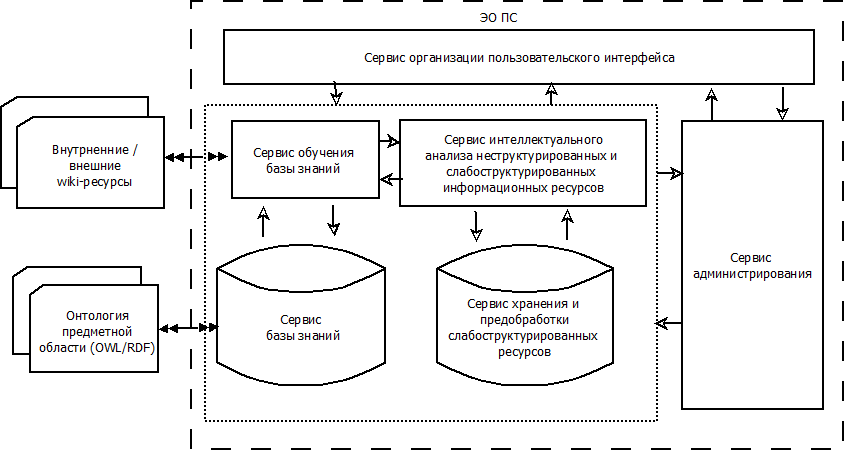 ЭО ПС
Сервис организации пользовательского интерфейса
Внутрненние /
внешние
wiki-ресурсы
Сервис обучения
базы знаний
Сервис интеллектуального
анализа неструктурированных и
слабоструктурированных
информационных ресурсов
Сервис
администрирования
Онтология
предметной
области (OWL/RDF)
Сервис
базы знаний
Сервис хранения и
предобработки
слабоструктурированных
ресурсов